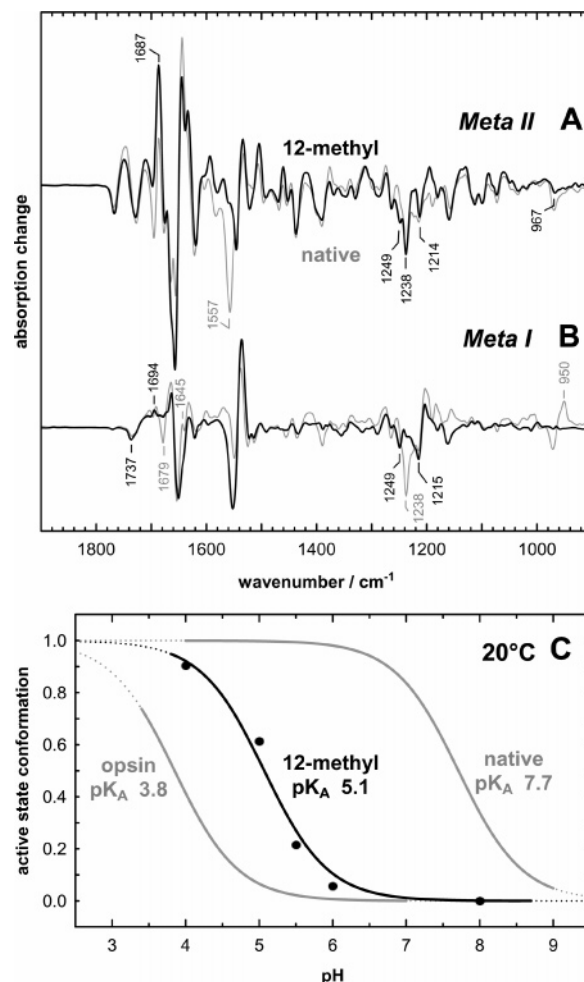 1687
Meta II A
12-methyl
native
967
1249
1238
1214
1557
absorption change
Meta I B
1694
1645
950
1737
1679
1249
1238
1215
1800 1600 1400 1200 1000
wavenumber / cm-1
20°C C
1.0
0.8
0.6
0.4
0.2
0.0
active state conformation
opsin
pKA 3.8
12-methyl
pKA 5.1
native
pKA 7.7
3 4 5 6 7 8 9
pH